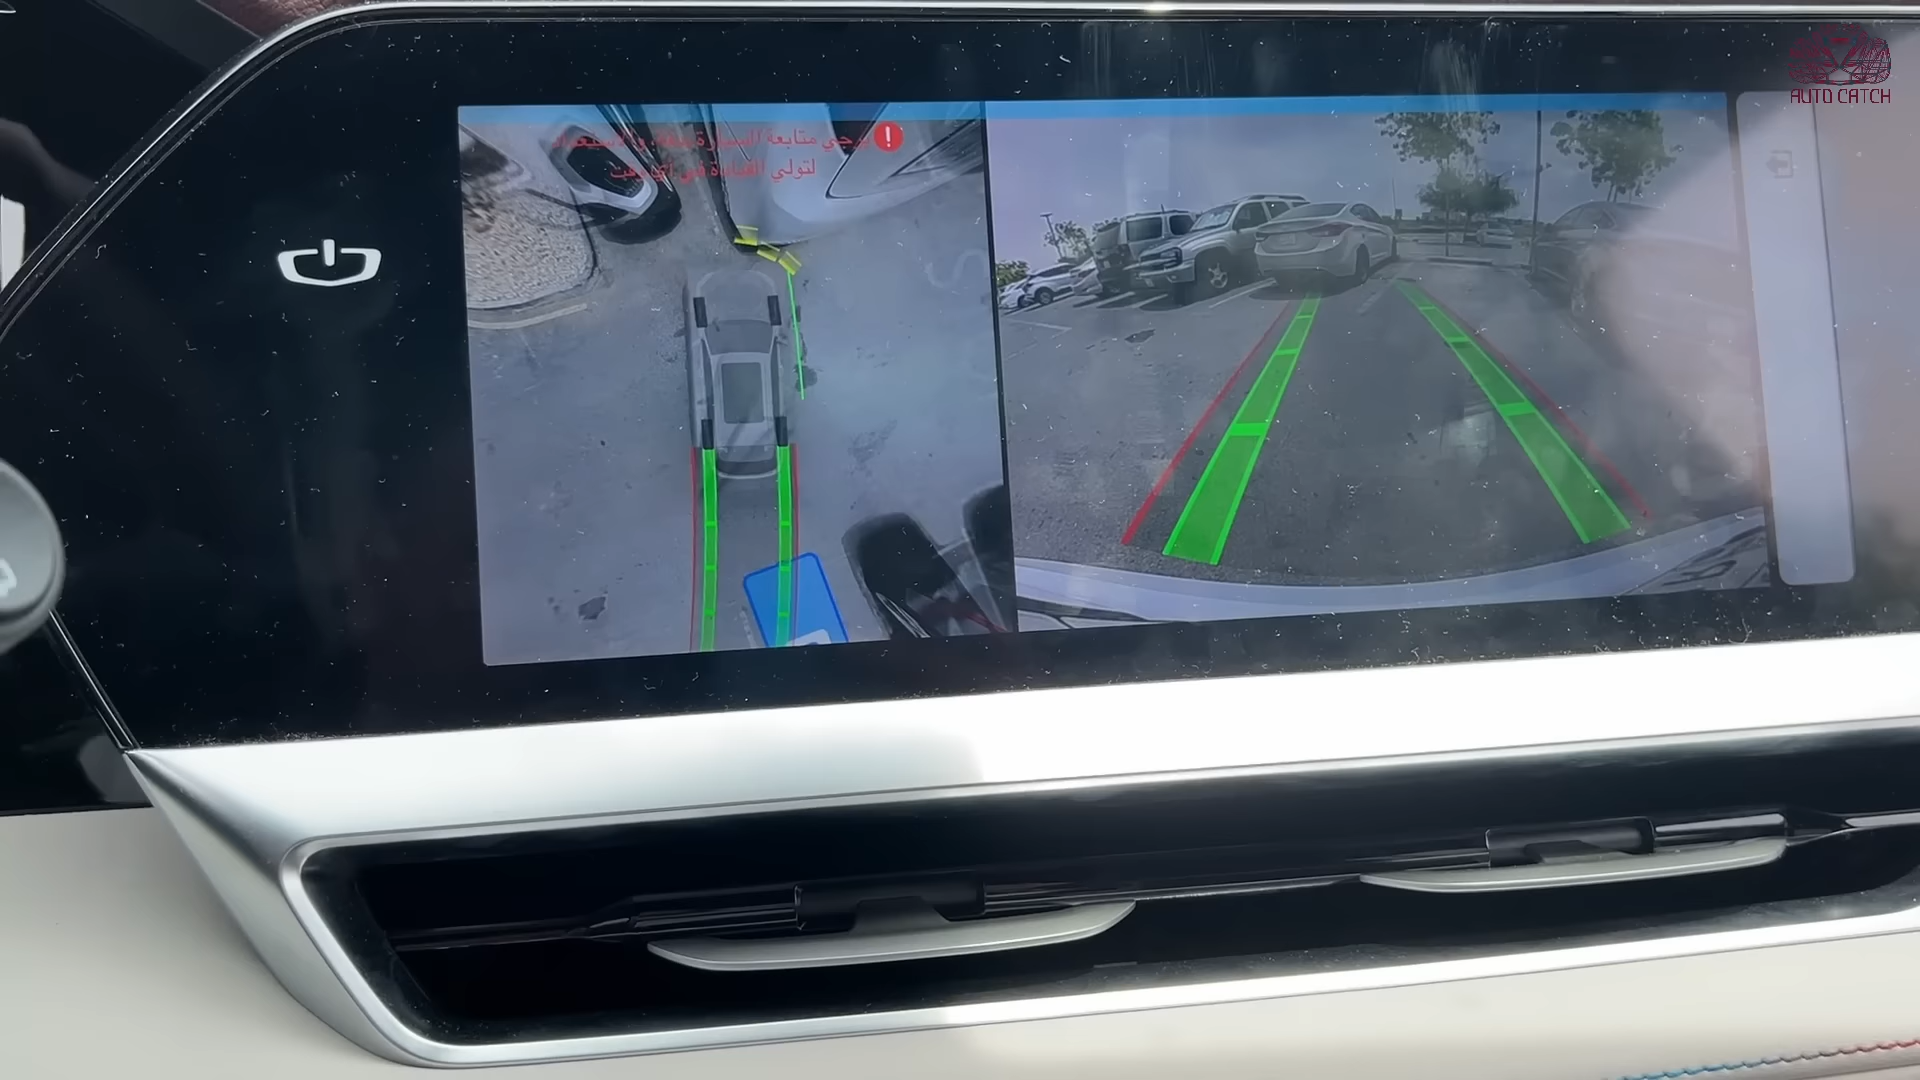 يرجى متابعة السيارة بدقة، والاستعداد
لتولي القيادة في أي وقت
AUTO CATCH